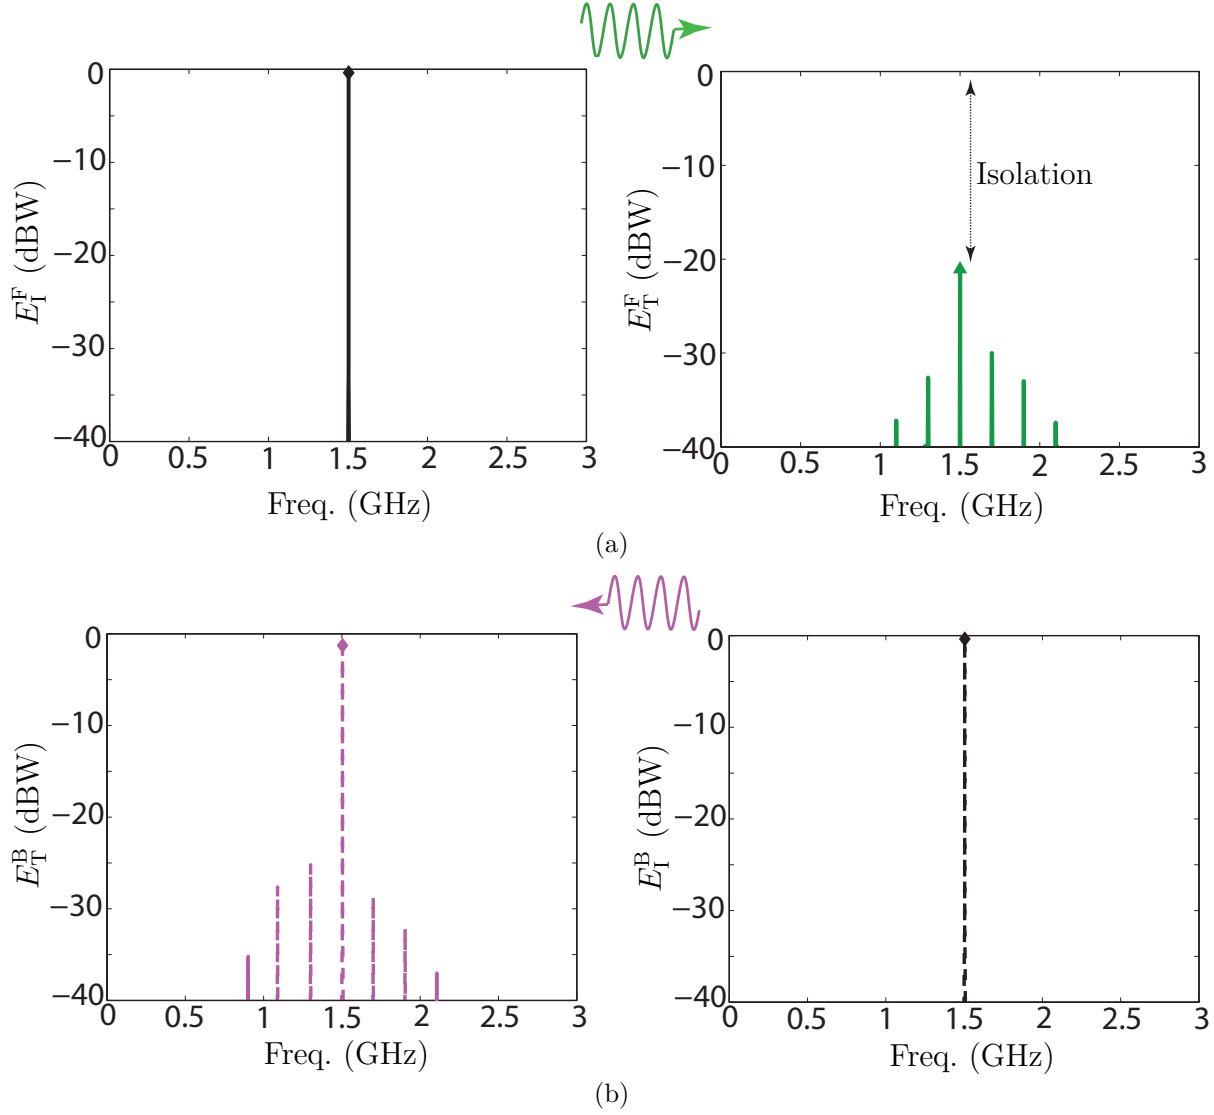 0
−10
−20
−30
−40
0 0.5 1 1.5 2 2.5 3
E_I^F (dBW)
Freq. (GHz)
0
−10
−20
−30
−40
0 0.5 1 1.5 2 2.5 3
E_T^F (dBW)
Isolation
Freq. (GHz)
(a)
0
−10
−20
−30
−40
0 0.5 1 1.5 2 2.5 3
E_T^B (dBW)
Freq. (GHz)
0
−10
−20
−30
−40
0 0.5 1 1.5 2 2.5 3
E_I^B (dBW)
Freq. (GHz)
(b)